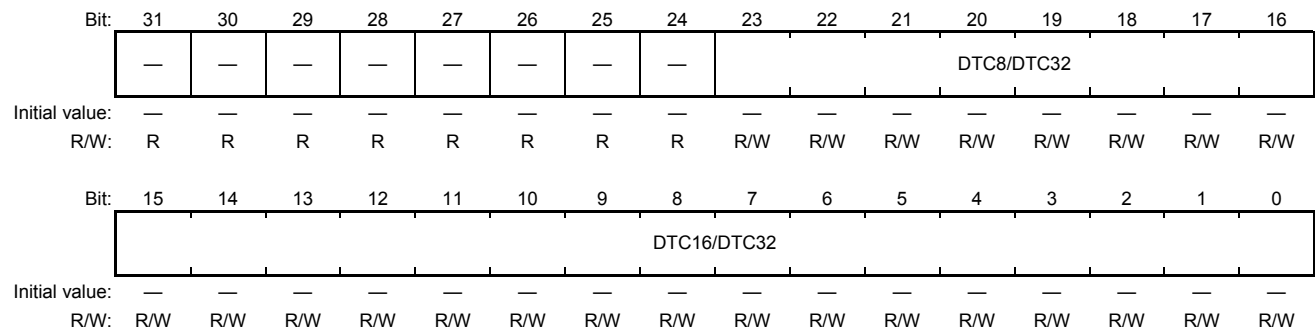 Bit: 31 30 29 28 27 26 25 24 23 22 21 20 19 18 17 16
— — — — — — — — DTC8/DTC32
Initial value: — — — — — — — — — — — — — — — —
R/W: R R R R R R R R R/W R/W R/W R/W R/W R/W R/W R/W
Bit: 15 14 13 12 11 10 9 8 7 6 5 4 3 2 1 0
DTC16/DTC32
Initial value: — — — — — — — — — — — — — — — —
R/W: R/W R/W R/W R/W R/W R/W R/W R/W R/W R/W R/W R/W R/W R/W R/W R/W